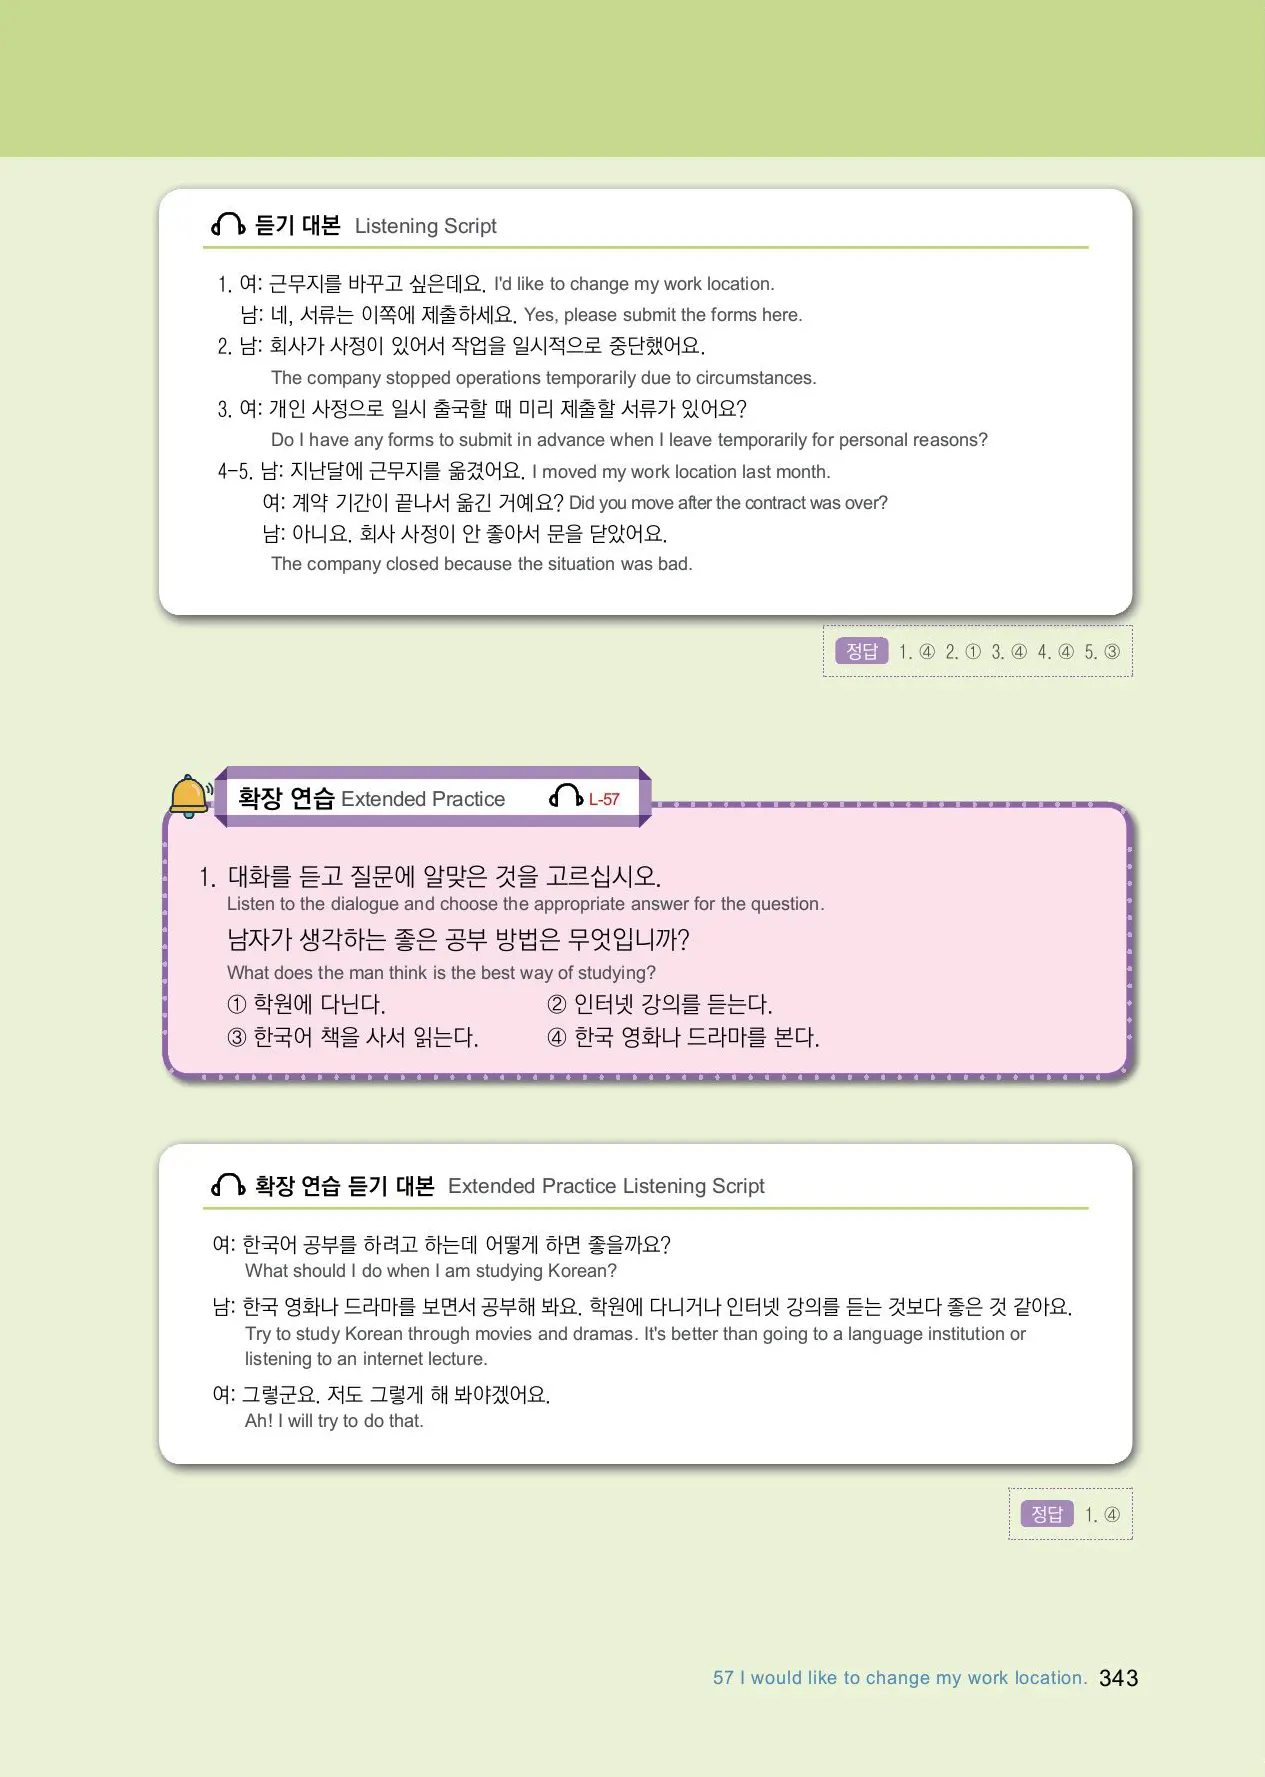 듣기 대본 Listening Script
1. 여: 근무지를 바꾸고 싶은데요. I'd like to change my work location.
남: 네, 서류는 이쪽에 제출하세요. Yes, please submit the forms here.
2. 남: 회사가 사정이 있어서 작업을 일시적으로 중단했어요.
The company stopped operations temporarily due to circumstances.
3. 여: 개인 사정으로 일시 출국할 때 미리 제출할 서류가 있어요?
Do I have any forms to submit in advance when I leave temporarily for personal reasons?
4-5. 남: 지난달에 근무지를 옮겼어요. I moved my work location last month.
여: 계약 기간이 끝나서 옮긴 거예요? Did you move after the contract was over?
남: 아니요. 회사 사정이 안 좋아서 문을 닫았어요.
The company closed because the situation was bad.
정답 1. ④ 2. ① 3. ④ 4. ④ 5. ③
확장 연습 Extended Practice L-57
1. 대화를 듣고 질문에 알맞은 것을 고르십시오.
Listen to the dialogue and choose the appropriate answer for the question.
남자가 생각하는 좋은 공부 방법은 무엇입니까?
What does the man think is the best way of studying?
① 학원에 다닌다. ② 인터넷 강의를 듣는다.
③ 한국어 책을 사서 읽는다. ④ 한국 영화나 드라마를 본다.
확장 연습 듣기 대본 Extended Practice Listening Script
여: 한국어 공부를 하려고 하는데 어떻게 하면 좋을까요?
What should I do when I am studying Korean?
남: 한국 영화나 드라마를 보면서 공부해 봐요. 학원에 다니거나 인터넷 강의를 듣는 것보다 좋은 것 같아요.
Try to study Korean through movies and dramas. It's better than going to a language institution or
listening to an internet lecture.
여: 그렇군요. 저도 그렇게 해 봐야겠어요.
Ah! I will try to do that.
정답 1. ④
57 I would like to change my work location. 343